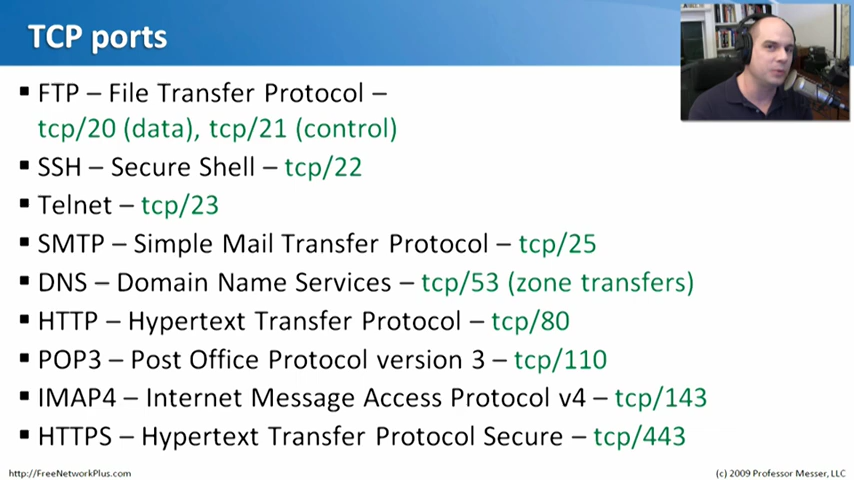 TCP ports
▪ FTP – File Transfer Protocol –
tcp/20 (data), tcp/21 (control)
▪ SSH – Secure Shell – tcp/22
▪ Telnet – tcp/23
▪ SMTP – Simple Mail Transfer Protocol – tcp/25
▪ DNS – Domain Name Services – tcp/53 (zone transfers)
▪ HTTP – Hypertext Transfer Protocol – tcp/80
▪ POP3 – Post Office Protocol version 3 – tcp/110
▪ IMAP4 – Internet Message Access Protocol v4 – tcp/143
▪ HTTPS – Hypertext Transfer Protocol Secure – tcp/443
http://FreeNetworkPlus.com
(c) 2009 Professor Messer, LLC